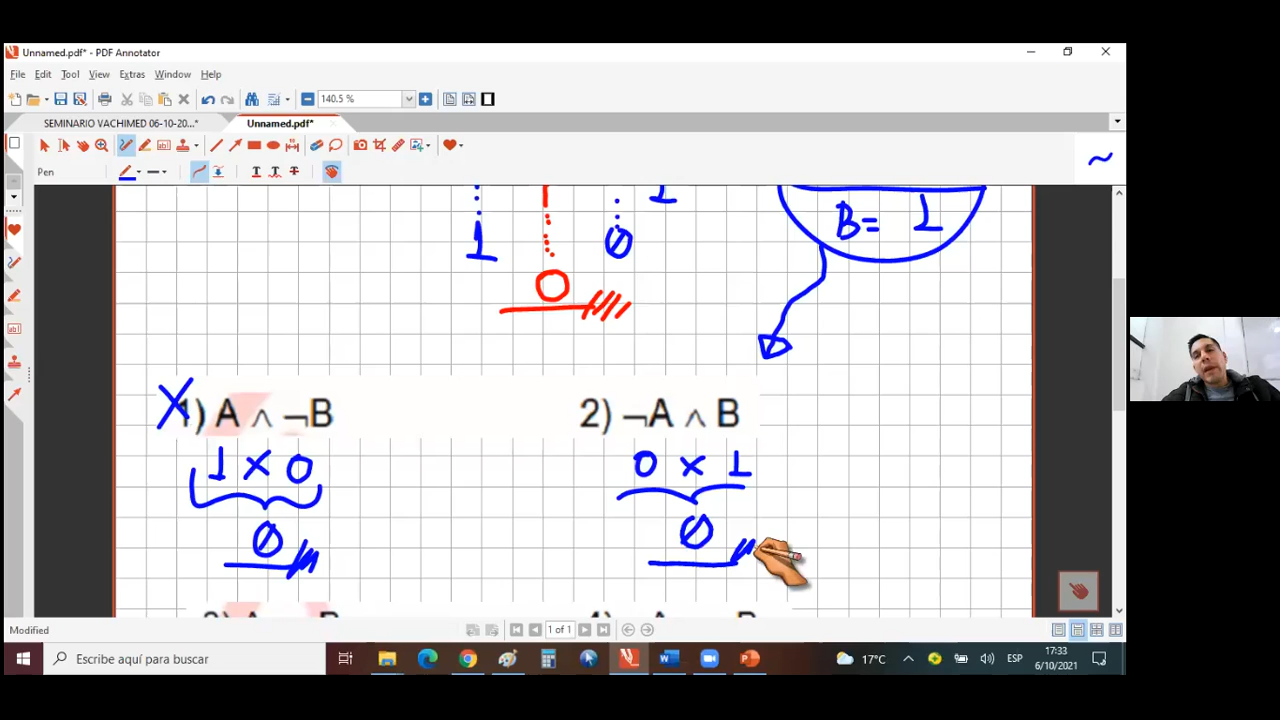 Unnamed.pdf* - PDF Annotator
File Edit Tool View Extras Window Help
140.5 %
SEMINARIO VACHIMED 06-10-20...* Unnamed.pdf*
Pen
1
B = 1
1 0
0
X 1) A ∧ ¬B
2) ¬A ∧ B
1 x 0
0 x 1
0
0
Modified
1 of 1
Escribe aquí para buscar
17°C
ESP
17:33
6/10/2021